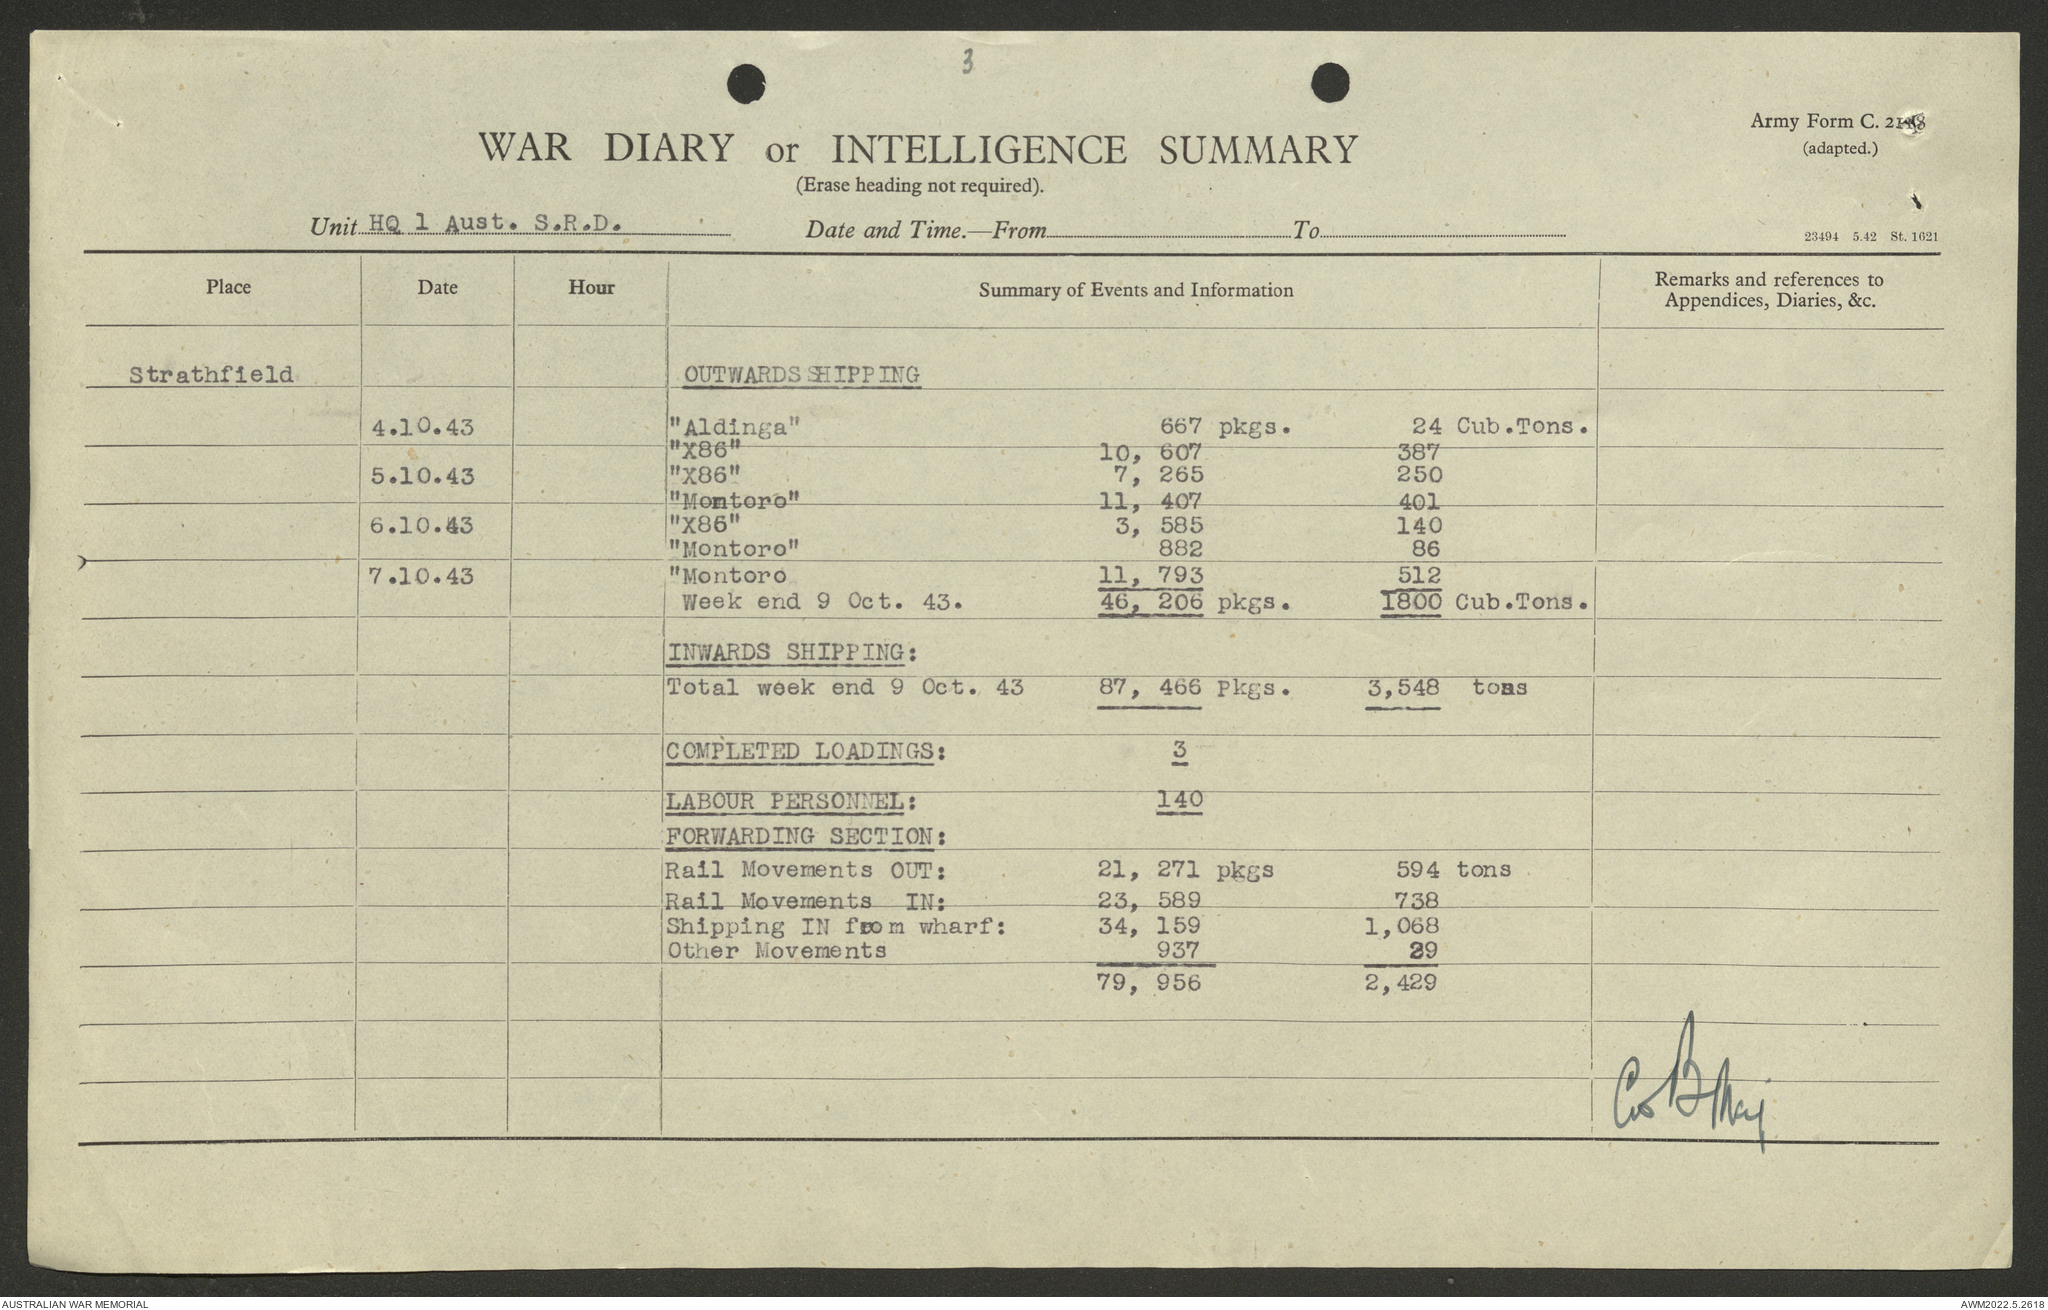 3
Army Form C. 2118
(adapted.)
WAR DIARY or INTELLIGENCE SUMMARY
(Erase heading not required).
Unit HQ 1 Aust. S.R.D. Date and Time.—From To
23494 5.42 St. 1621
Place Date Hour Summary of Events and Information Remarks and references to Appendices, Diaries, &c.
Strathfield OUTWARDS SHIPPING
4.10.43 "Aldinga" 667 pkgs. 24 Cub.Tons.
"X86" 10, 607 387
5.10.43 "X86" 7, 265 250
"Montoro" 11, 407 401
6.10.43 "X86" 3, 585 140
"Montoro" 882 86
7.10.43 "Montoro 11, 793 512
Week end 9 Oct. 43. 46, 206 pkgs. 1800 Cub.Tons.
INWARDS SHIPPING:
Total week end 9 Oct. 43 87, 466 Pkgs. 3,548 tons
COMPLETED LOADINGS: 3
LABOUR PERSONNEL: 140
FORWARDING SECTION:
Rail Movements OUT: 21, 271 pkgs 594 tons
Rail Movements IN: 23, 589 738
Shipping IN from wharf: 34, 159 1,068
Other Movements 937 29
79, 956 2,429
Maj
AUSTRALIAN WAR MEMORIAL AWM2022.5.2618